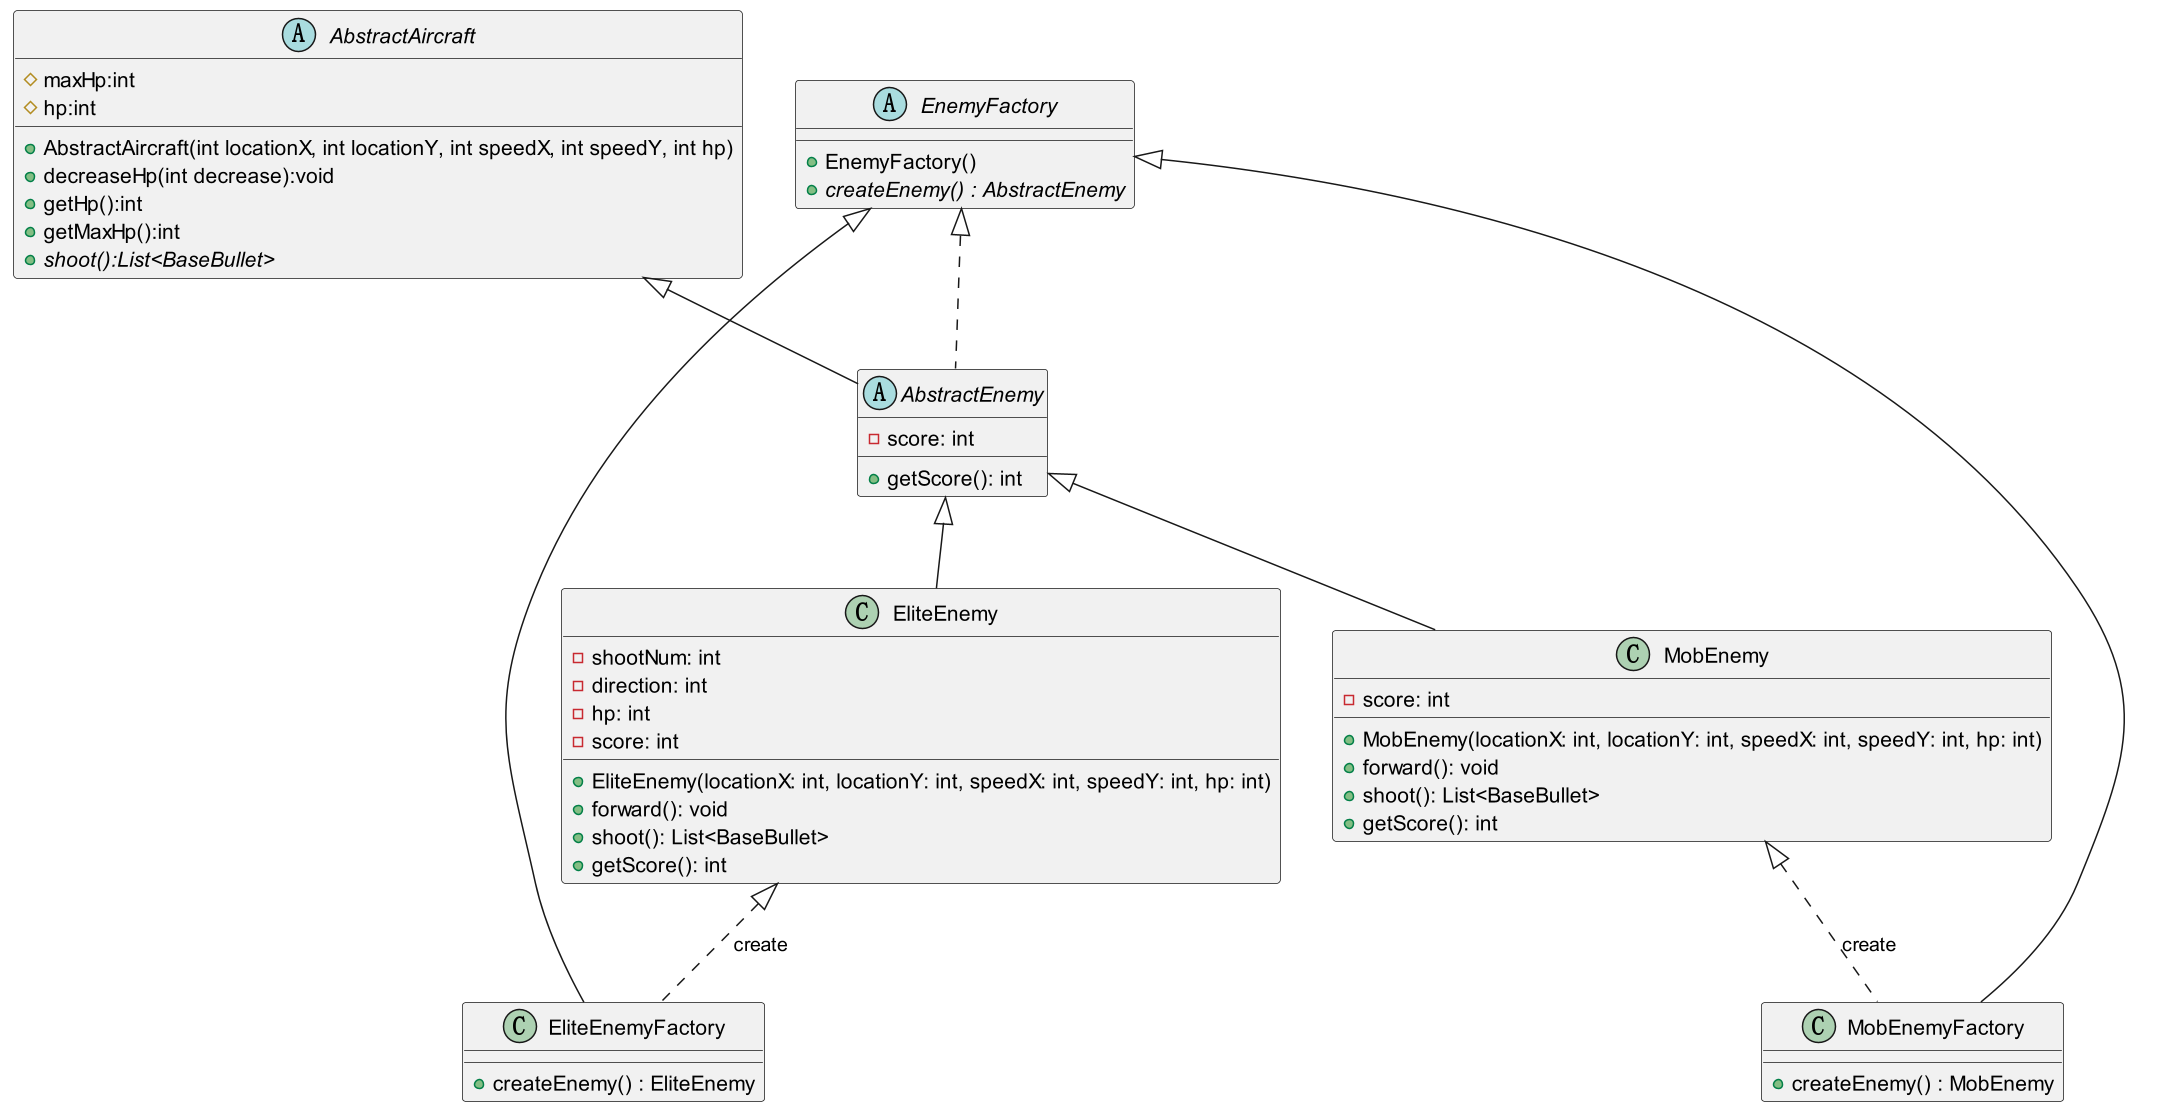 A AbstractAircraft
maxHp:int
hp:int
AbstractAircraft(int locationX, int locationY, int speedX, int speedY, int hp)
decreaseHp(int decrease):void
getHp():int
getMaxHp():int
shoot():List<BaseBullet>
A EnemyFactory
EnemyFactory()
createEnemy() : AbstractEnemy
A AbstractEnemy
score: int
getScore(): int
C EliteEnemy
shootNum: int
direction: int
hp: int
score: int
EliteEnemy(locationX: int, locationY: int, speedX: int, speedY: int, hp: int)
forward(): void
shoot(): List<BaseBullet>
getScore(): int
C MobEnemy
score: int
MobEnemy(locationX: int, locationY: int, speedX: int, speedY: int, hp: int)
forward(): void
shoot(): List<BaseBullet>
getScore(): int
create
create
C EliteEnemyFactory
createEnemy() : EliteEnemy
C MobEnemyFactory
createEnemy() : MobEnemy